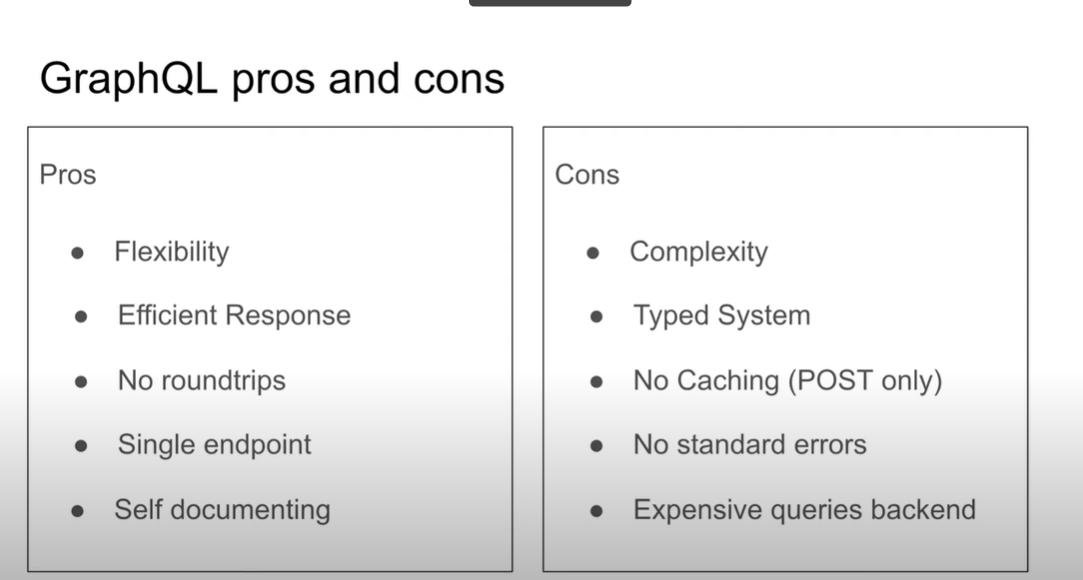 GraphQL pros and cons
Pros
● Flexibility
● Efficient Response
● No roundtrips
● Single endpoint
● Self documenting
Cons
● Complexity
● Typed System
● No Caching (POST only)
● No standard errors
● Expensive queries backend